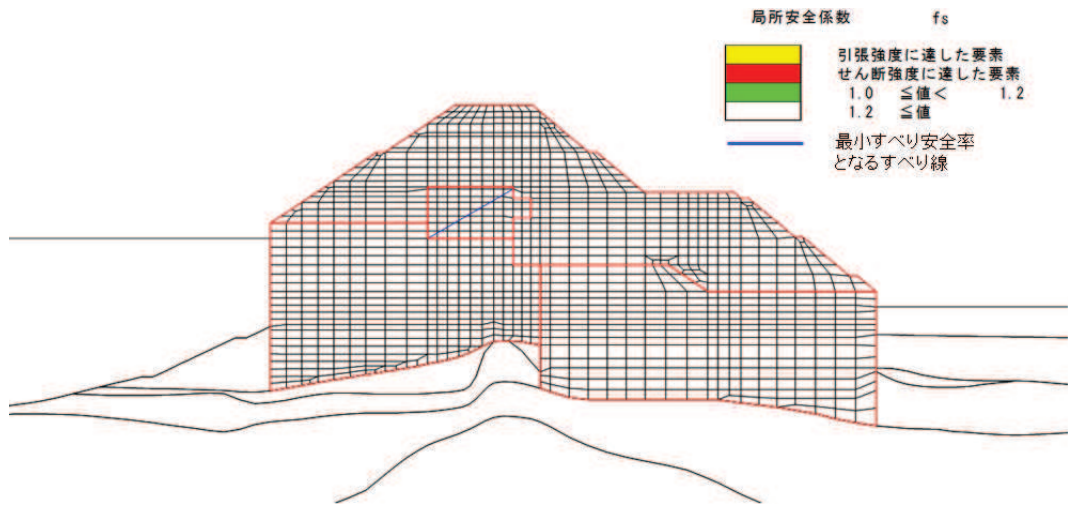 局所安全係数 fs
引張強度に達した要素
せん断強度に達した要素
1.0 ≦値< 1.2
1.2 ≦値
最小すべり安全率
となるすべり線